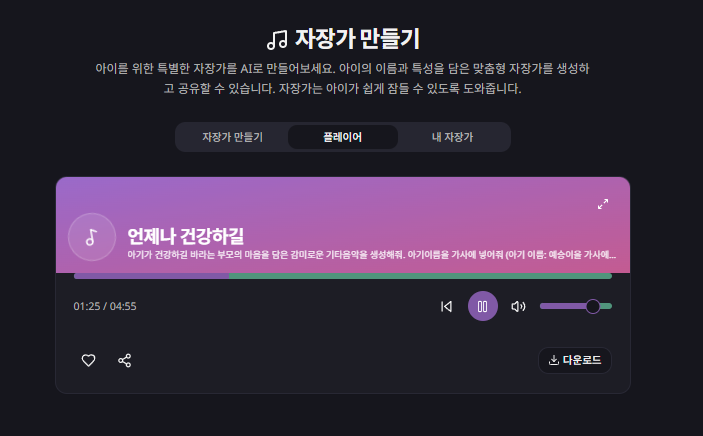 자장가 만들기
아이를 위한 특별한 자장가를 AI로 만들어보세요. 아이의 이름과 특성을 담은 맞춤형 자장가를 생성하
고 공유할 수 있습니다. 자장가는 아이가 쉽게 잠들 수 있도록 도와줍니다.
자장가 만들기 플레이어 내 자장가
언제나 건강하길
아기가 건강하길 바라는 부모의 마음을 담은 감미로운 기타음악을 생성해줘. 아기이름을 가사에 넣어줘 (아기 이름: 예승이을 가사에...
01:25 / 04:55
다운로드